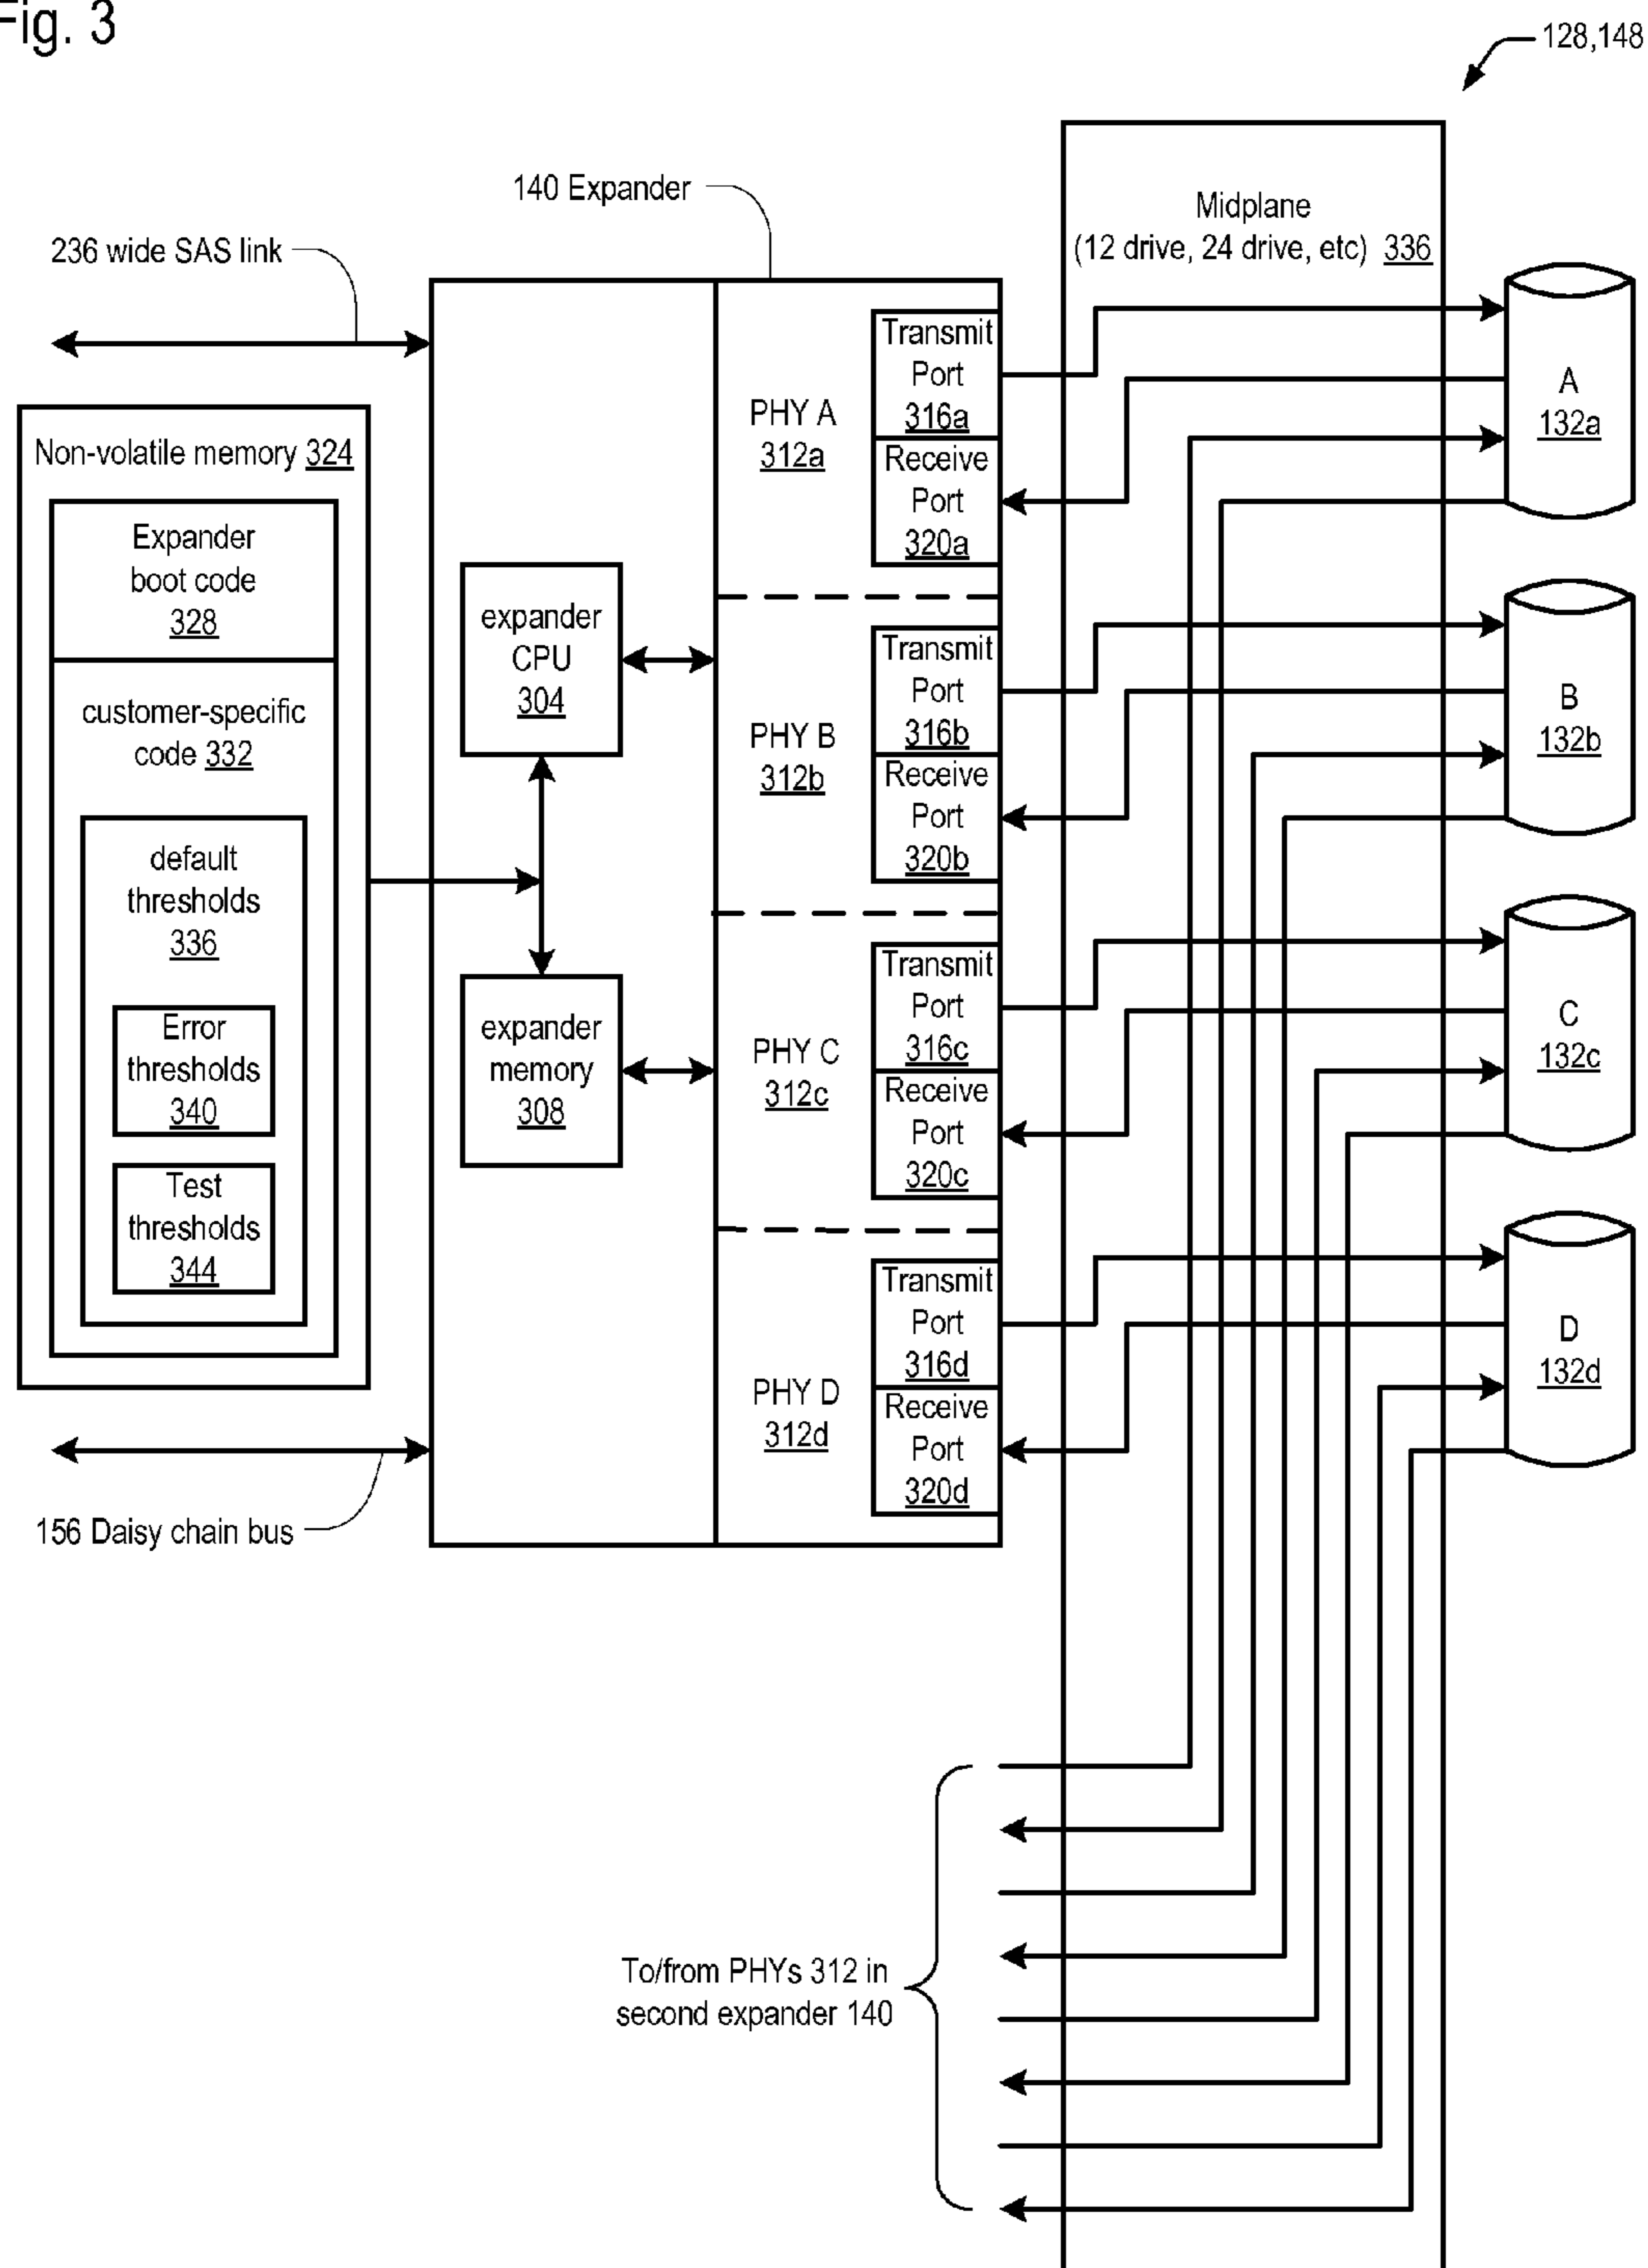 Fig. 3
128,148
140 Expander
236 wide SAS link
Midplane
(12 drive, 24 drive, etc) 336
Non-volatile memory 324
Expander
boot code
328
customer-specific
code 332
default
thresholds
336
Error
thresholds
340
Test
thresholds
344
expander
CPU
304
expander
memory
308
PHY A
312a
Transmit
Port
316a
Receive
Port
320a
PHY B
312b
Transmit
Port
316b
Receive
Port
320b
PHY C
312c
Transmit
Port
316c
Receive
Port
320c
PHY D
312d
Transmit
Port
316d
Receive
Port
320d
A
132a
B
132b
C
132c
D
132d
156 Daisy chain bus
To/from PHYs 312 in
second expander 140